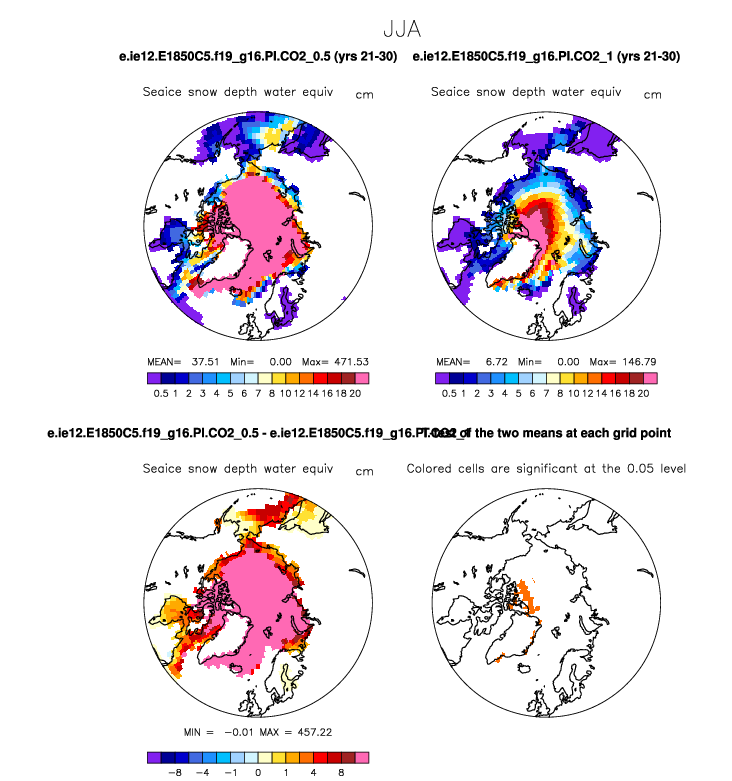 JJA
e.ie12.E1850C5.f19_g16.PI.CO2_0.5 (yrs 21-30) e.ie12.E1850C5.f19_g16.PI.CO2_1 (yrs 21-30)
Seaice snow depth water equiv cm Seaice snow depth water equiv cm
MEAN= 37.51 Min= 0.00 Max= 471.53 MEAN= 6.72 Min= 0.00 Max= 146.79
0.5 1 2 3 4 5 6 7 8 10 12 14 16 18 20 0.5 1 2 3 4 5 6 7 8 10 12 14 16 18 20
e.ie12.E1850C5.f19_g16.PI.CO2_0.5 - e.ie12.E1850C5.f19_g16.PI.CO2_1 T-Test of the two means at each grid point
Seaice snow depth water equiv cm Colored cells are significant at the 0.05 level
MIN = -0.01 MAX = 457.22
-8 -4 -1 0 1 4 8